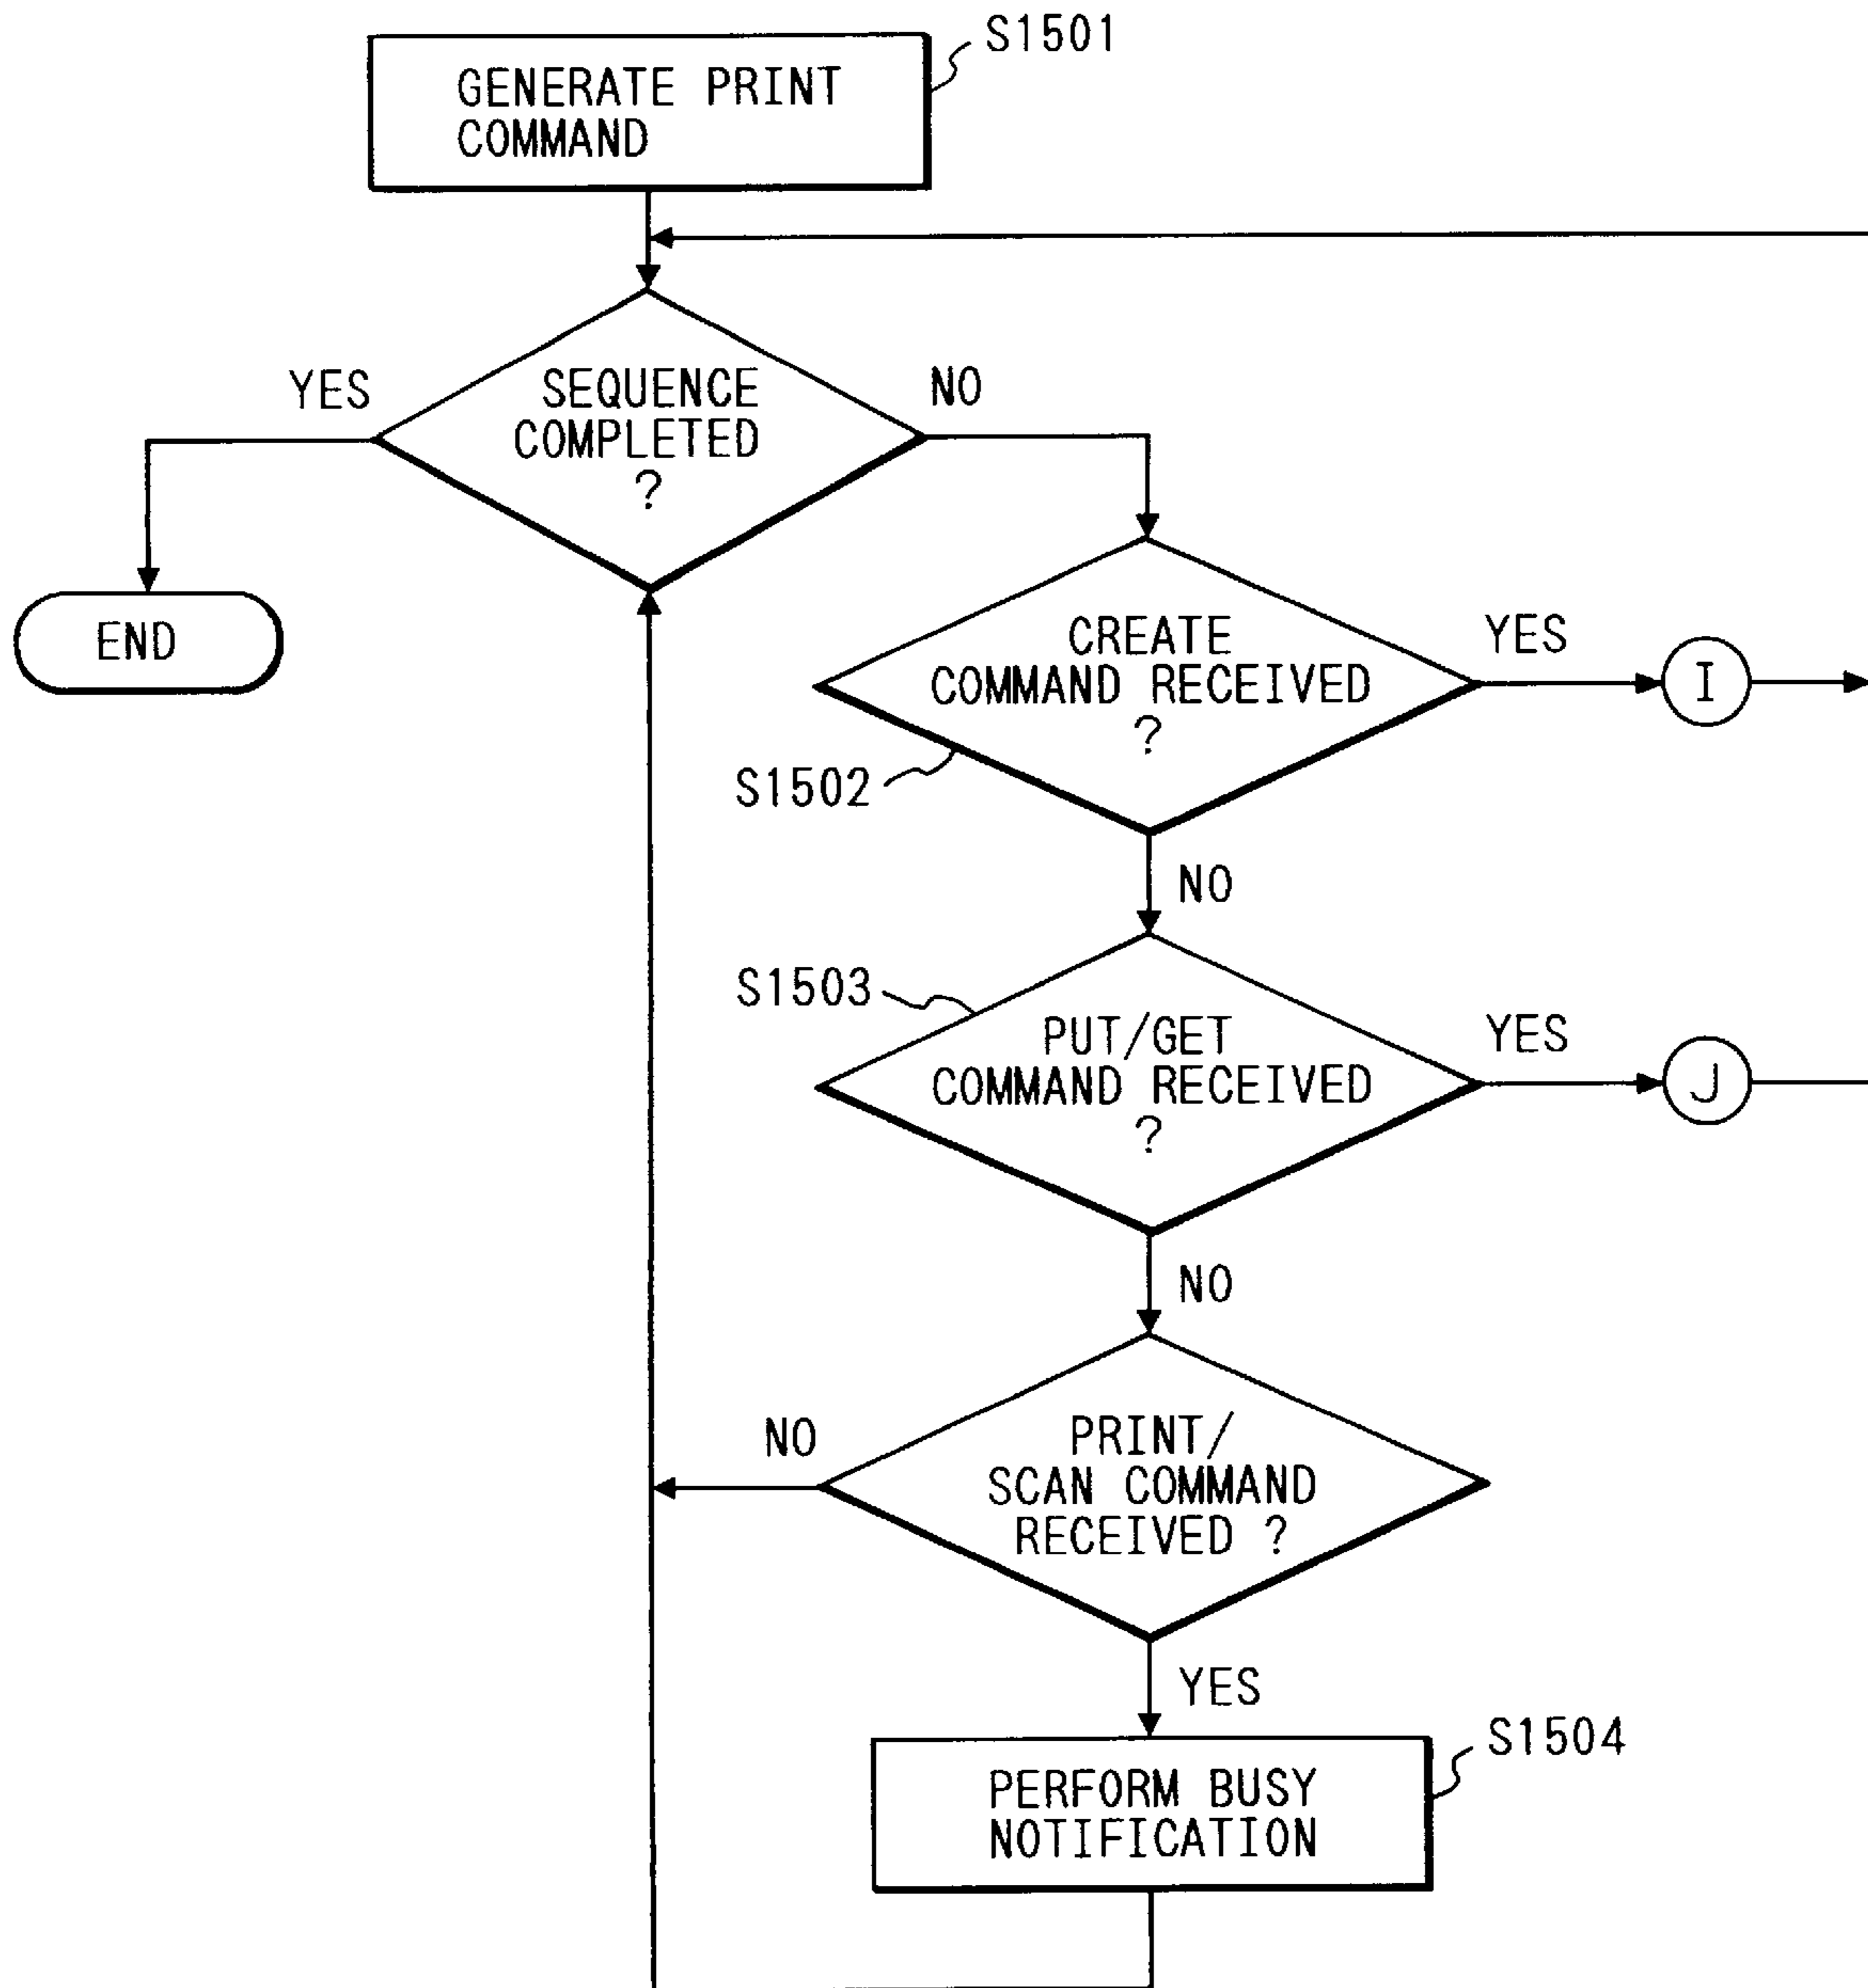 S1501
GENERATE PRINT
COMMAND
YES
SEQUENCE
COMPLETED
?
NO
END
CREATE
COMMAND RECEIVED
?
YES
I
S1502
NO
S1503
PUT/GET
COMMAND RECEIVED
?
YES
J
NO
NO
PRINT/
SCAN COMMAND
RECEIVED ?
YES
S1504
PERFORM BUSY
NOTIFICATION